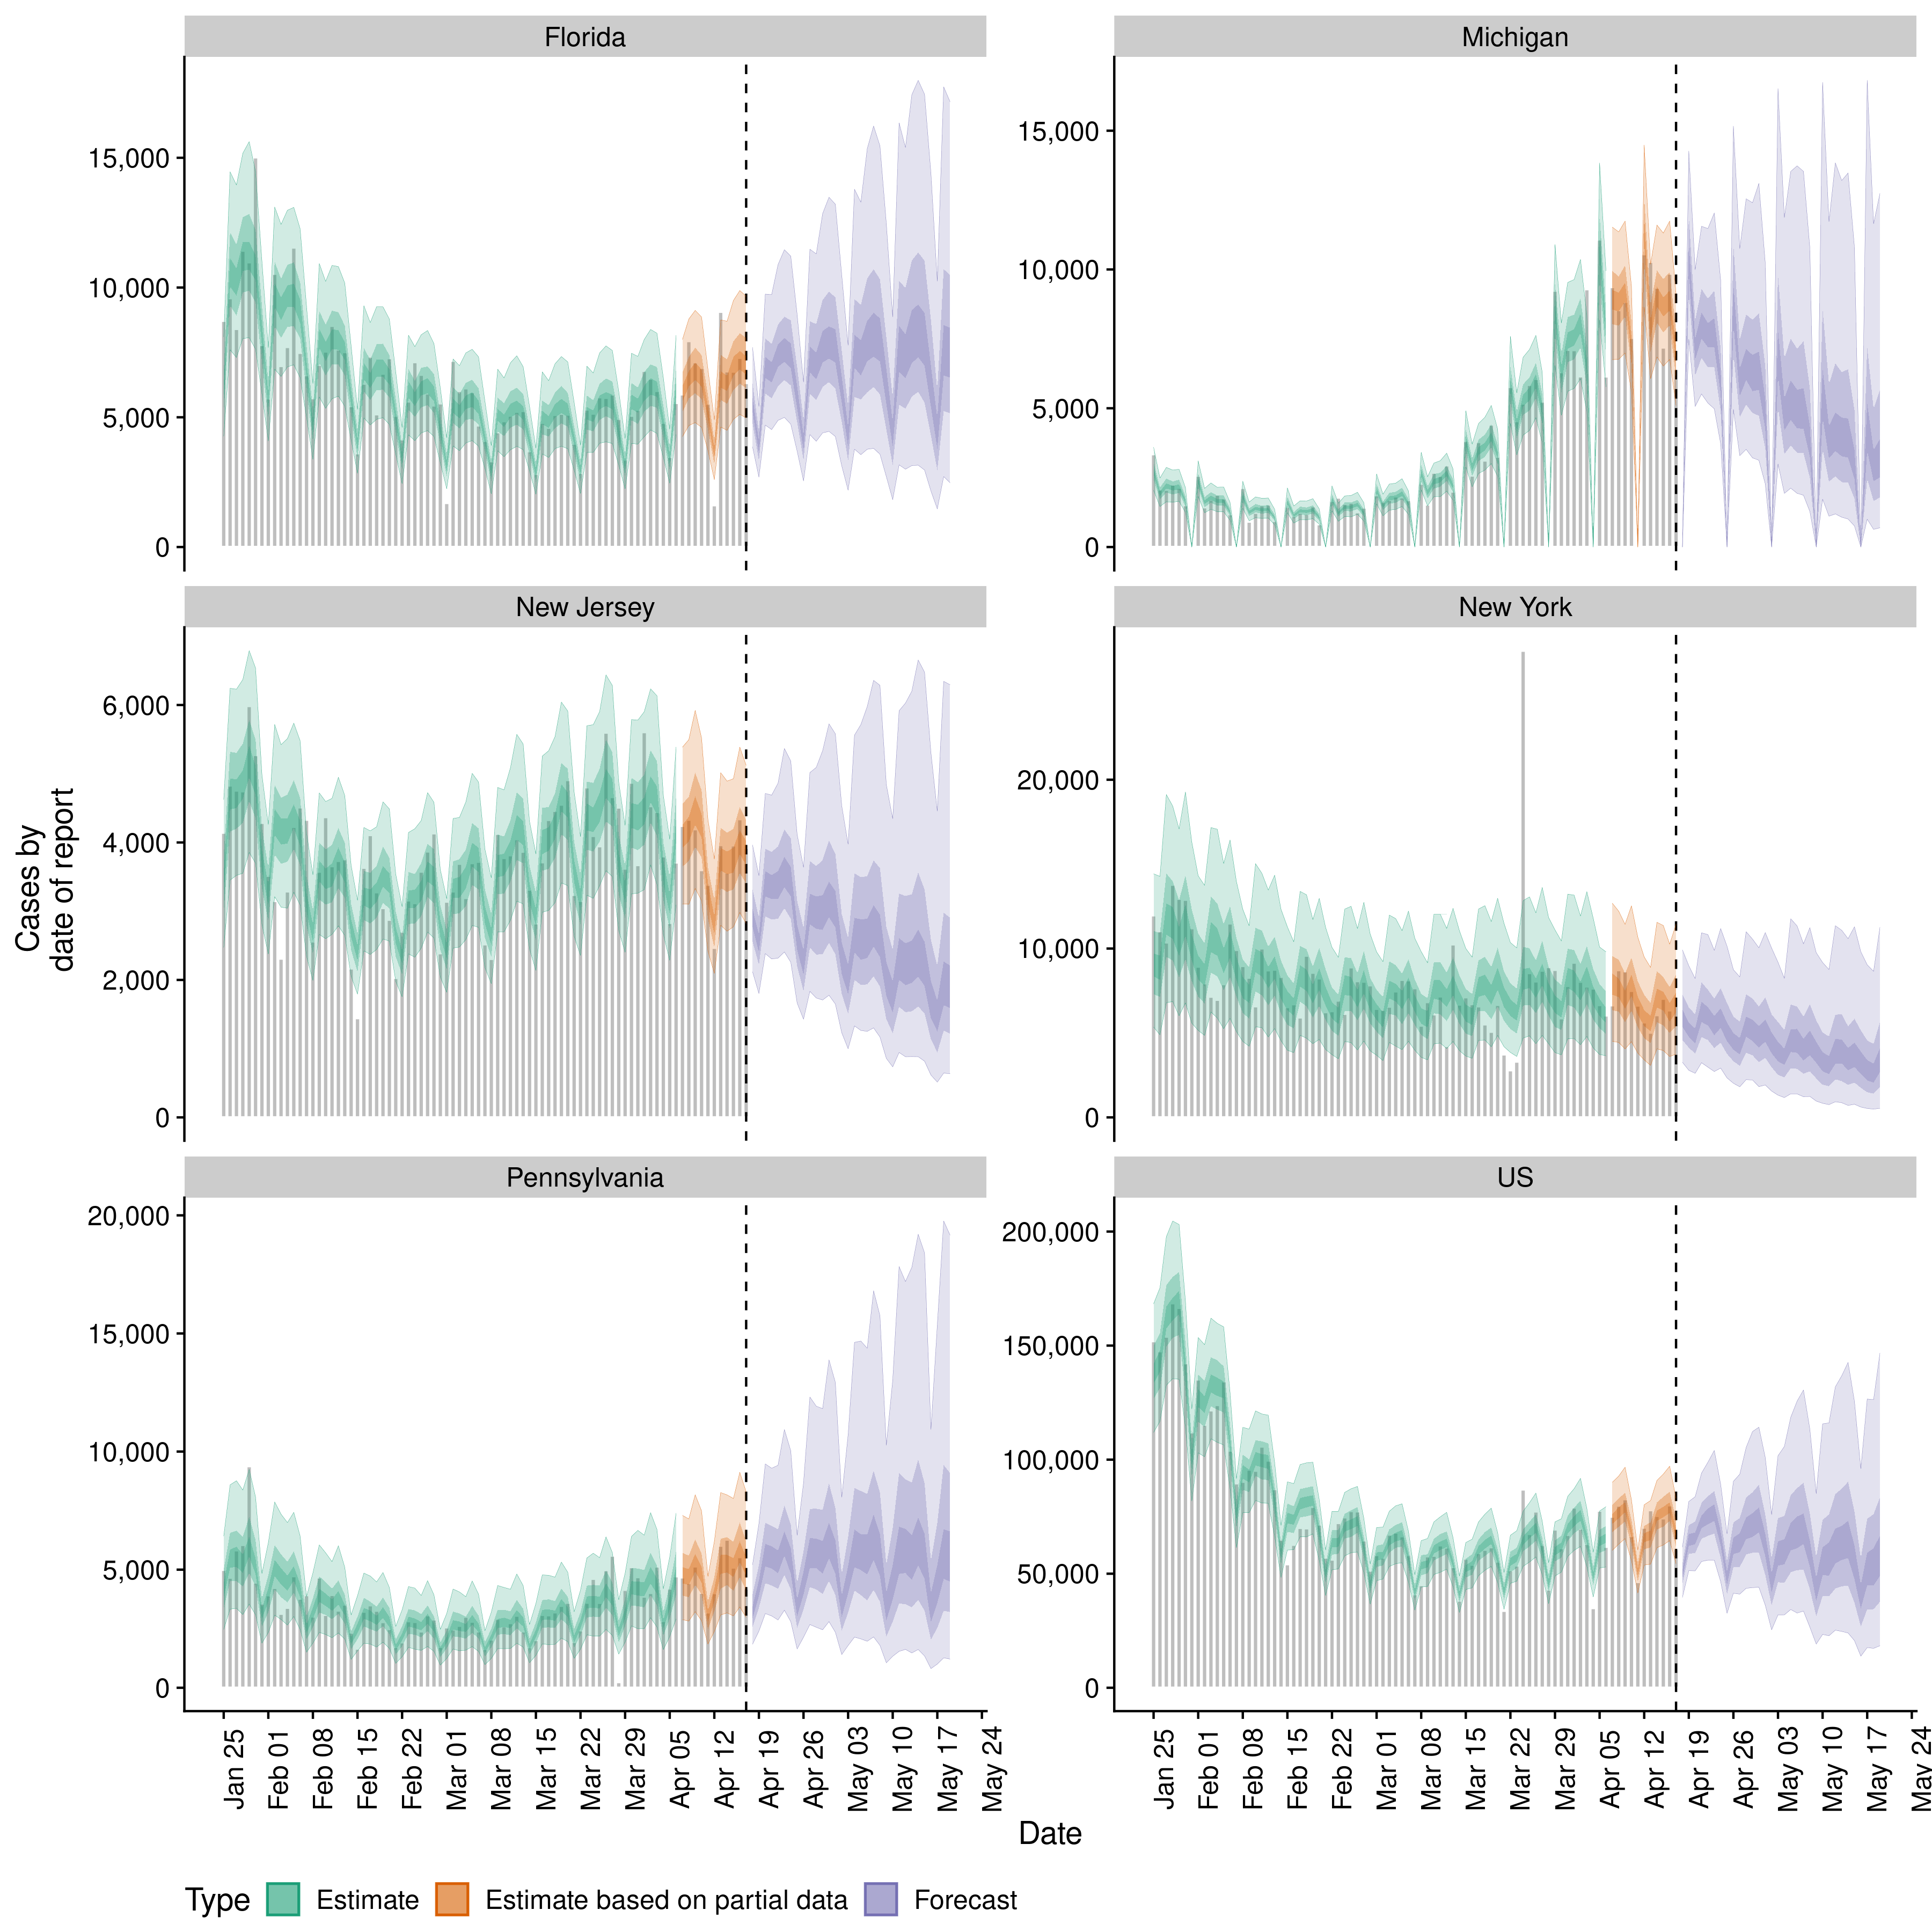 Florida
Michigan
15,000
10,000
5,000
0
15,000
10,000
5,000
0
New Jersey
New York
6,000
4,000
2,000
0
20,000
10,000
0
Cases by
date of report
Pennsylvania
US
20,000
15,000
10,000
5,000
0
200,000
150,000
100,000
50,000
0
Jan 25
Feb 01
Feb 08
Feb 15
Feb 22
Mar 01
Mar 08
Mar 15
Mar 22
Mar 29
Apr 05
Apr 12
Apr 19
Apr 26
May 03
May 10
May 17
May 24
Jan 25
Feb 01
Feb 08
Feb 15
Feb 22
Mar 01
Mar 08
Mar 15
Mar 22
Mar 29
Apr 05
Apr 12
Apr 19
Apr 26
May 03
May 10
May 17
May 24
Date
Type Estimate Estimate based on partial data Forecast